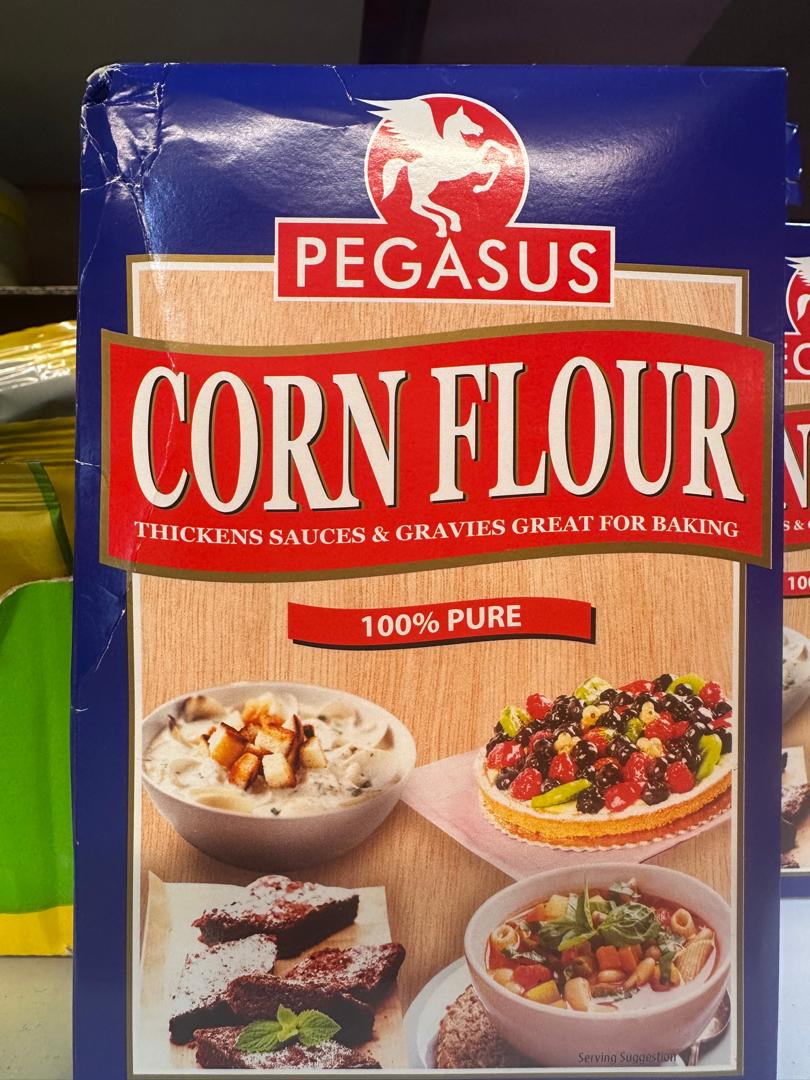 PEGASUS
CORN FLOUR
THICKENS SAUCES & GRAVIES GREAT FOR BAKING
100% PURE
Serving Suggestion